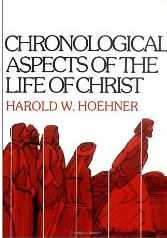 CHRONOLOGICAL
ASPECTS OF THE
LIFE OF CHRIST
HAROLD W. HOEHNER